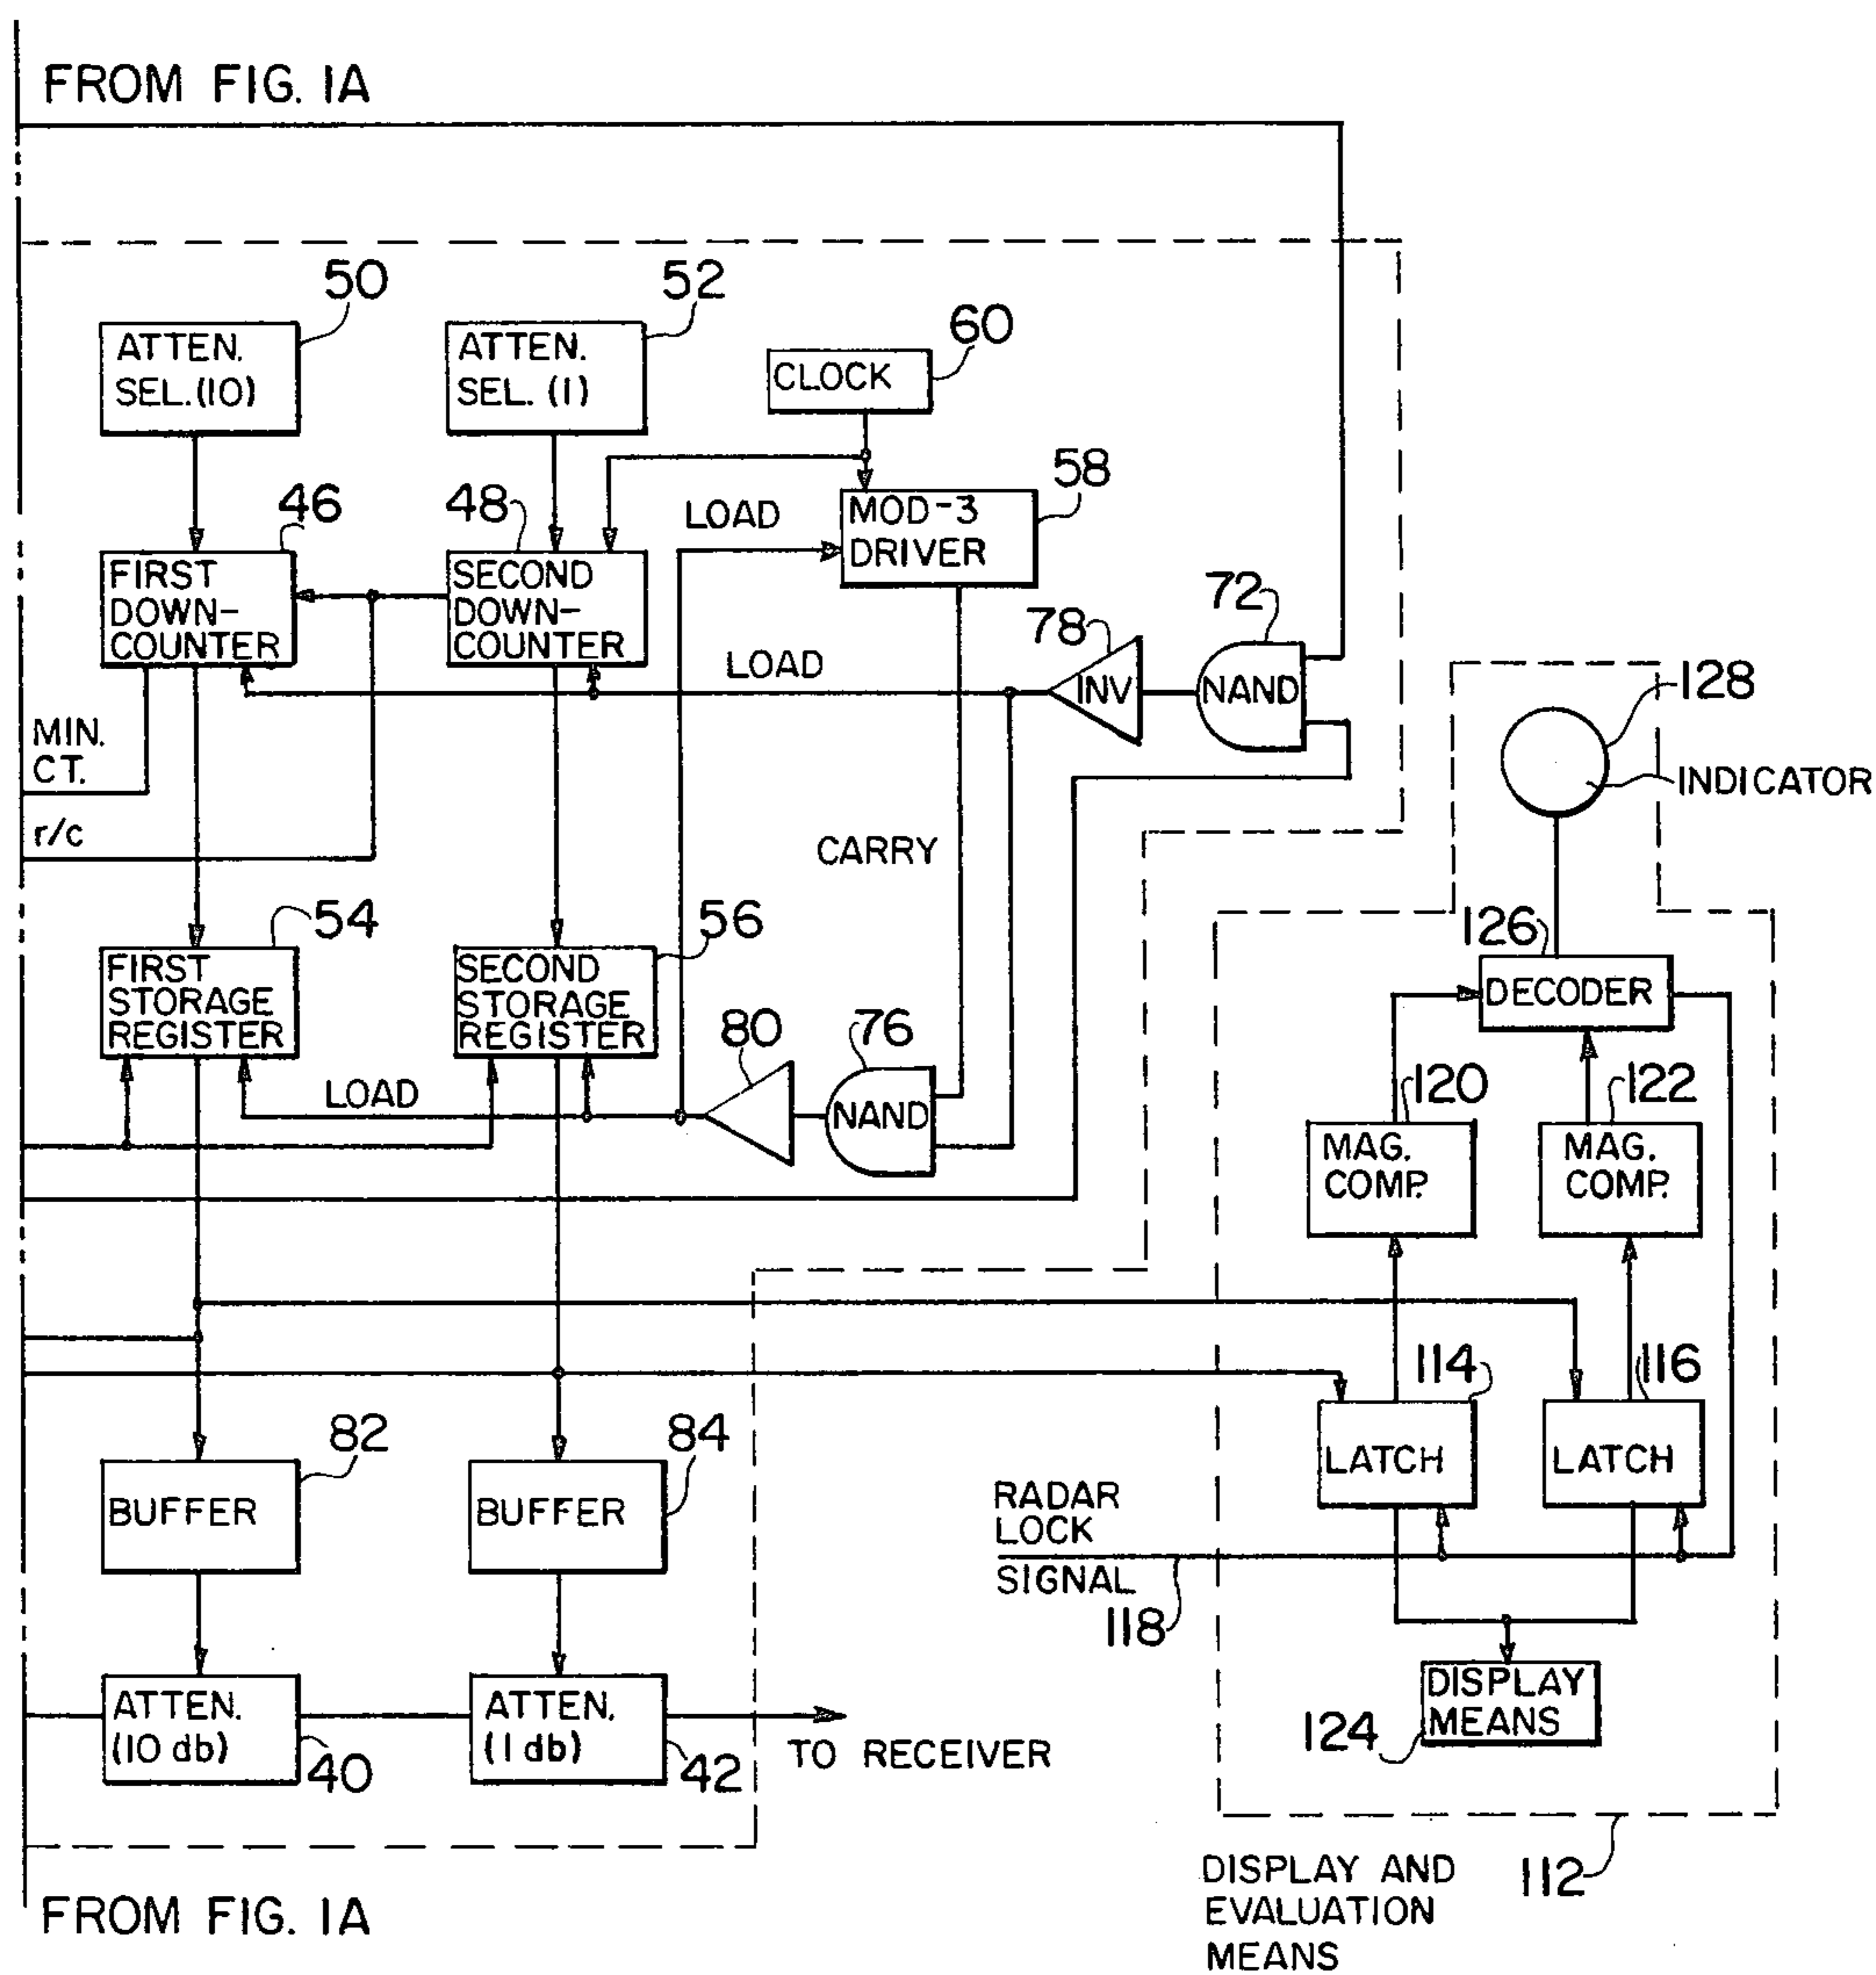 FROM FIG. 1A
50
52
60
ATTEN.
SEL.(10)
ATTEN.
SEL. (1)
CLOCK
58
46
48
LOAD
MOD-3
DRIVER
FIRST
DOWN-
COUNTER
SECOND
DOWN-
COUNTER
72
78
LOAD
INV
NAND
128
MIN.
CT.
INDICATOR
r/c
CARRY
54
56
126
FIRST
STORAGE
REGISTER
SECOND
STORAGE
REGISTER
DECODER
80
76
120
122
LOAD
NAND
MAG.
COMP.
MAG.
COMP.
114
116
82
84
LATCH
LATCH
BUFFER
BUFFER
RADAR
LOCK
SIGNAL
118
ATTEN.
(10 db)
ATTEN.
(1 db)
DISPLAY
MEANS
124
40
42
TO RECEIVER
112
DISPLAY AND
EVALUATION
MEANS
FROM FIG. 1A